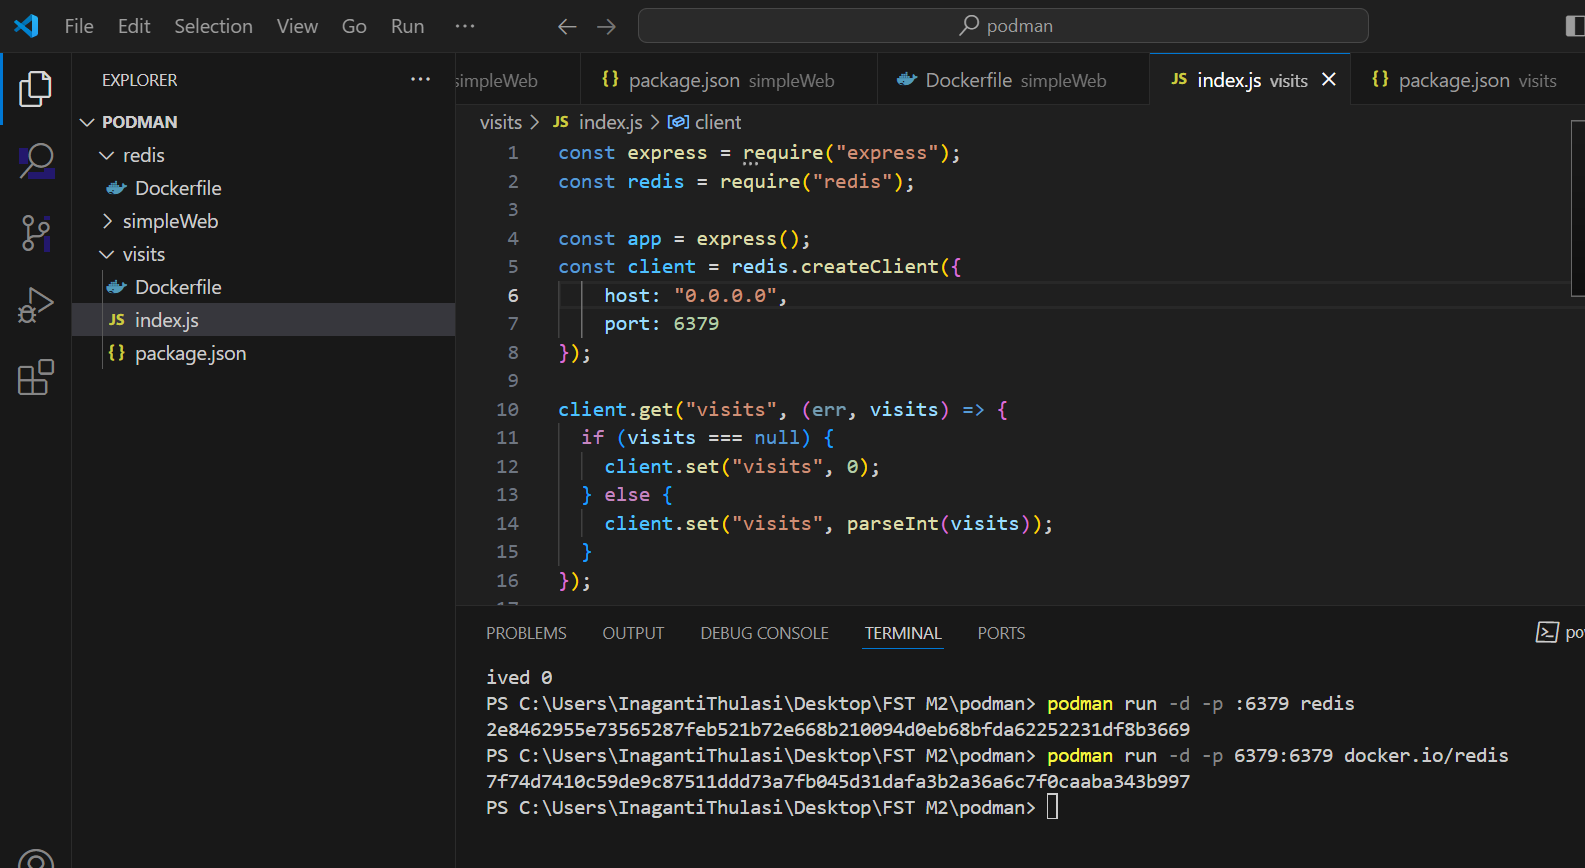 File Edit Selection View Go Run ··· podman
EXPLORER ···
PODMAN
redis
Dockerfile
simpleWeb
visits
Dockerfile
JS index.js
{} package.json
simpleWeb {} package.json simpleWeb Dockerfile simpleWeb JS index.js visits {} package.json visits
visits > JS index.js > client
1 const express = require("express");
2 const redis = require("redis");
3
4 const app = express();
5 const client = redis.createClient({
6 host: "0.0.0.0",
7 port: 6379
8 });
9
10 client.get("visits", (err, visits) => {
11 if (visits === null) {
12 client.set("visits", 0);
13 } else {
14 client.set("visits", parseInt(visits));
15 }
16 });
17
PROBLEMS OUTPUT DEBUG CONSOLE TERMINAL PORTS
ived 0
PS C:\Users\InagantiThulasi\Desktop\FST M2\podman> podman run -d -p :6379 redis
2e8462955e73565287feb521b72e668b210094d0eb68bfda62252231df8b3669
PS C:\Users\InagantiThulasi\Desktop\FST M2\podman> podman run -d -p 6379:6379 docker.io/redis
7f74d7410c59de9c87511ddd73a7fb045d31dafa3b2a36a6c7f0caaba343b997
PS C:\Users\InagantiThulasi\Desktop\FST M2\podman>